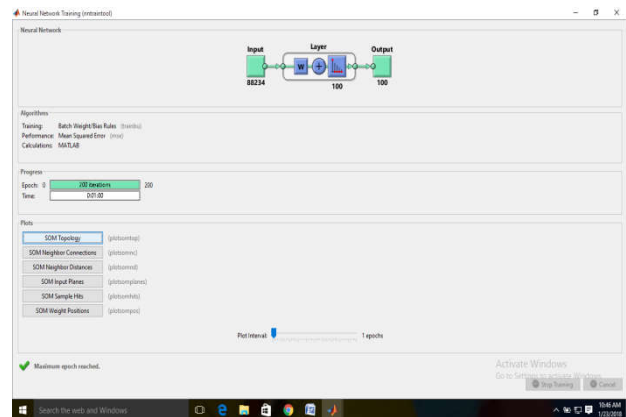 Neural Network Training (nntraintool)
Neural Network
Input
Layer
Output
W
+
88234
100
100
Algorithms
Training: Batch Weight/Bias Rules (trainbu)
Performance: Mean Squared Error (mse)
Calculations: MATLAB
Progress
Epoch: 0 200 iterations 200
Time: 0:01:00
Plots
SOM Topology (plotsomtop)
SOM Neighbor Connections (plotsomnc)
SOM Neighbor Distances (plotsomnd)
SOM Input Planes (plotsomplanes)
SOM Sample Hits (plotsomhits)
SOM Weight Positions (plotsompos)
Plot Interval: 1 epochs
Maximum epoch reached.
Activate Windows
Go to Settings to activate Windows.
Stop Training Cancel
Search the web and Windows
10:46 AM
1/23/2018